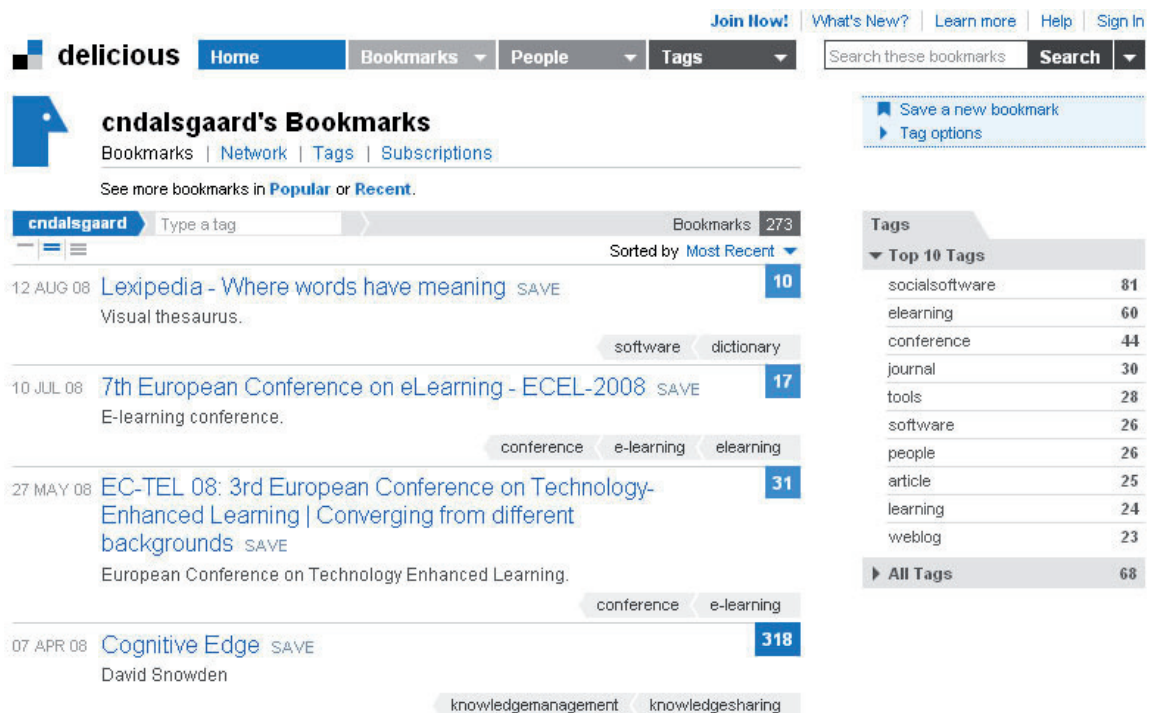 Join Now! What's New? Learn more Help Sign In
delicious Home Bookmarks People Tags Search these bookmarks Search
cndalsgaard's Bookmarks
Bookmarks | Network | Tags | Subscriptions
See more bookmarks in Popular or Recent.
Save a new bookmark
Tag options
cndalsgaard Type a tag Bookmarks 273
Sorted by Most Recent
12 AUG 08 Lexipedia - Where words have meaning SAVE 10
Visual thesaurus.
software dictionary
10 JUL 08 7th European Conference on eLearning - ECEL-2008 SAVE 17
E-learning conference.
conference e-learning elearning
27 MAY 08 EC-TEL 08: 3rd European Conference on Technology- 31
Enhanced Learning | Converging from different
backgrounds SAVE
European Conference on Technology Enhanced Learning.
conference e-learning
07 APR 08 Cognitive Edge SAVE 318
David Snowden
knowledgemanagement knowledgesharing
Tags
Top 10 Tags
socialsoftware 81
elearning 60
conference 44
journal 30
tools 28
software 26
people 26
article 25
learning 24
weblog 23
All Tags 68